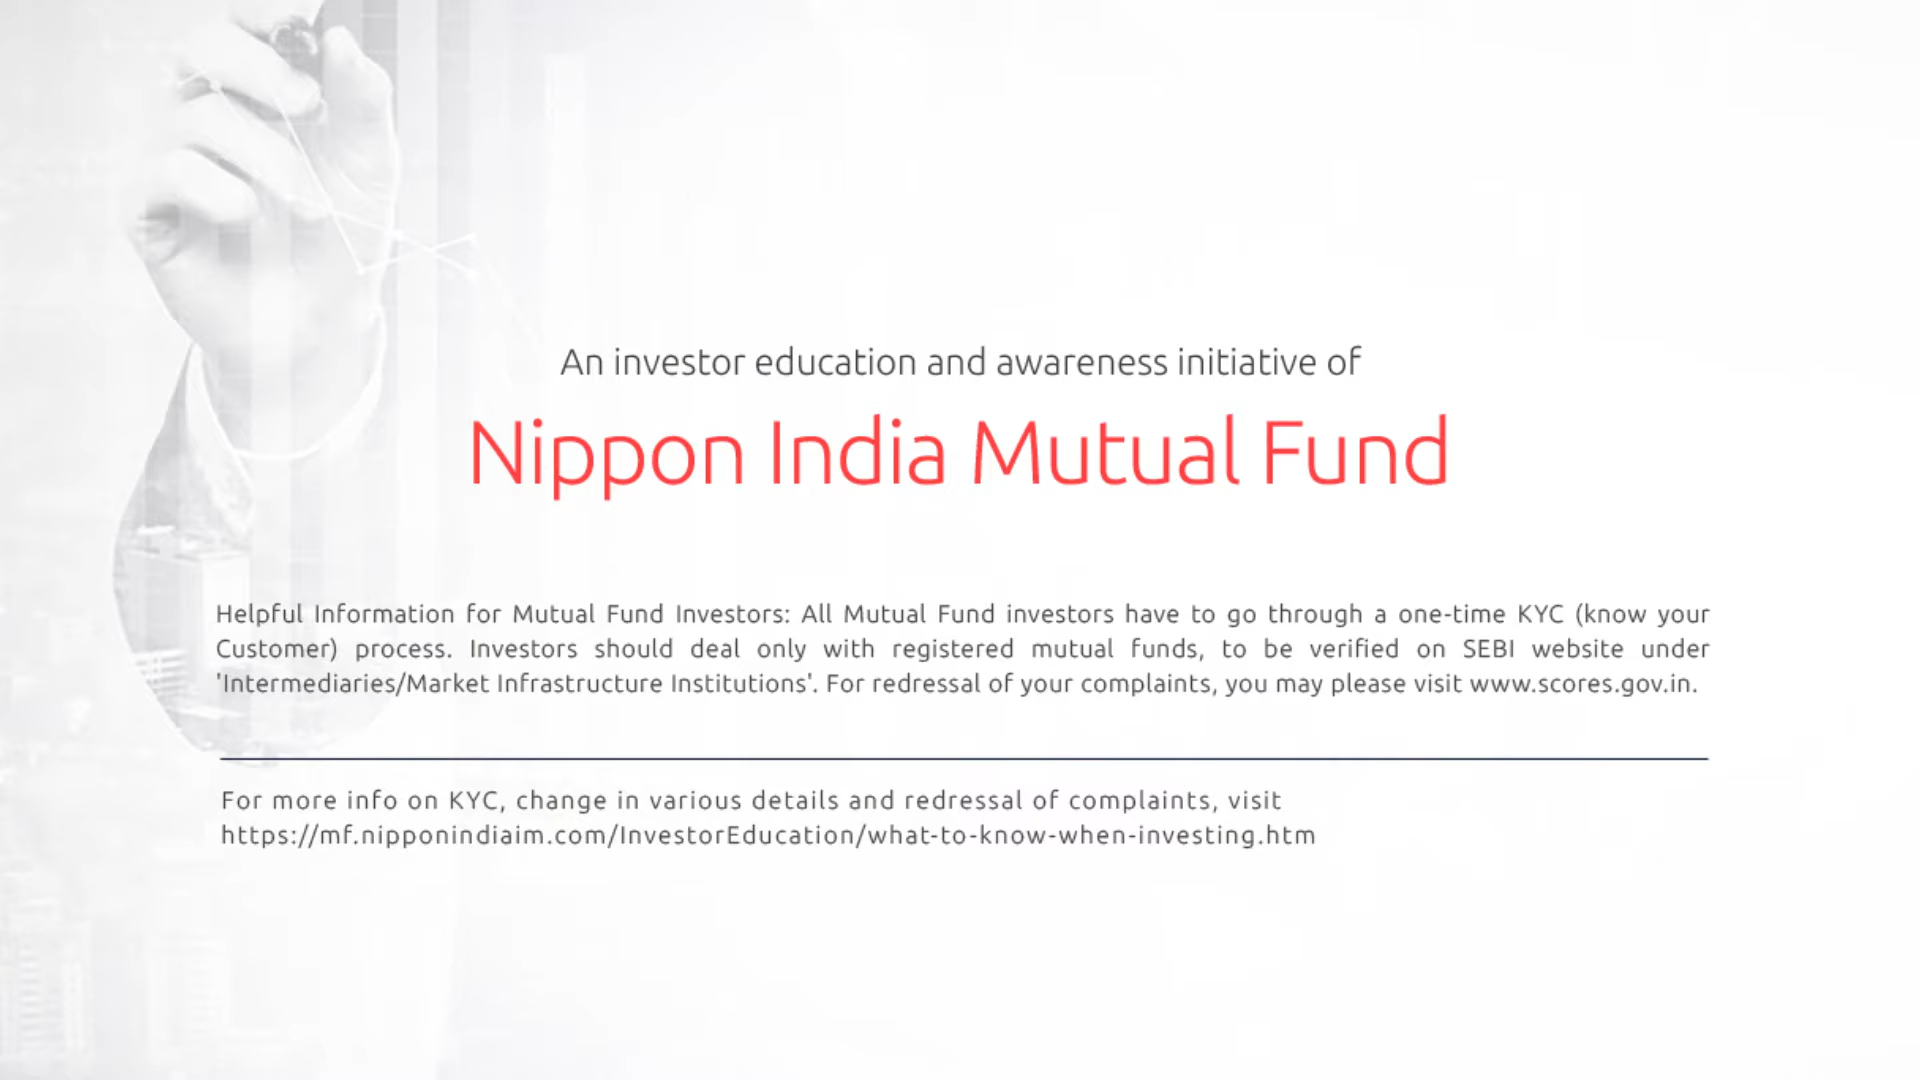 An investor education and awareness initiative of
Nippon India Mutual Fund
Helpful Information for Mutual Fund Investors: All Mutual Fund investors have to go through a one-time KYC (know your
Customer) process. Investors should deal only with registered mutual funds, to be verified on SEBI website under
'Intermediaries/Market Infrastructure Institutions'. For redressal of your complaints, you may please visit www.scores.gov.in.
For more info on KYC, change in various details and redressal of complaints, visit
https://mf.nipponindiaim.com/InvestorEducation/what-to-know-when-investing.htm